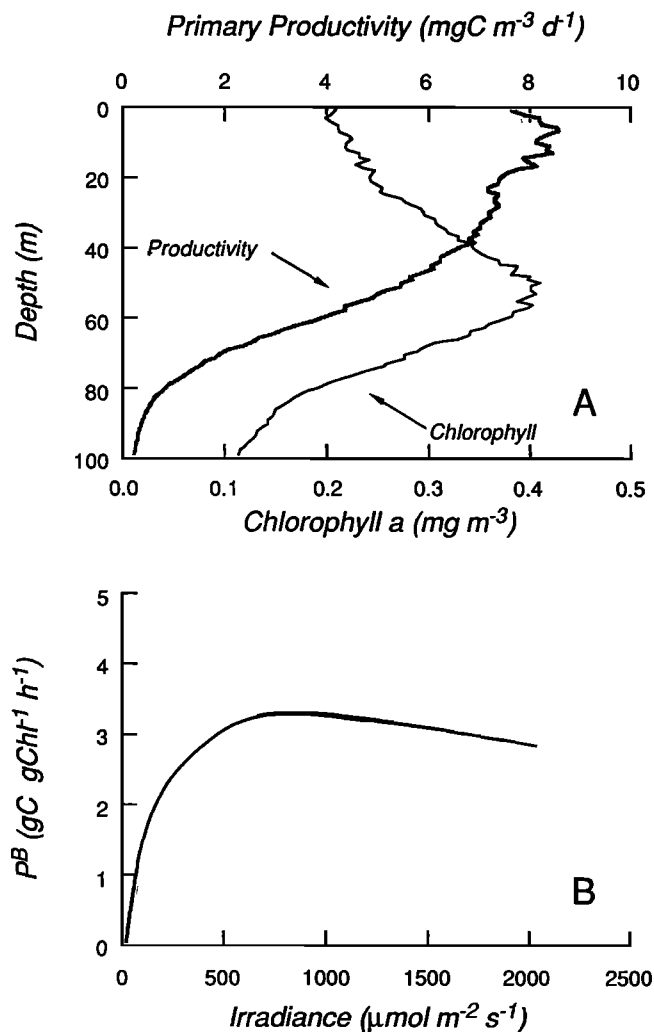 Primary Productivity (mgC m⁻³ d⁻¹)
0 2 4 6 8 10
0
20
40
60
80
100
Depth (m)
Productivity
Chlorophyll
A
0.0 0.1 0.2 0.3 0.4 0.5
Chlorophyll a (mg m⁻³)
5
4
3
2
1
0
Pᴮ (gC gChl⁻¹ h⁻¹)
B
0 500 1000 1500 2000 2500
Irradiance (μmol m⁻² s⁻¹)